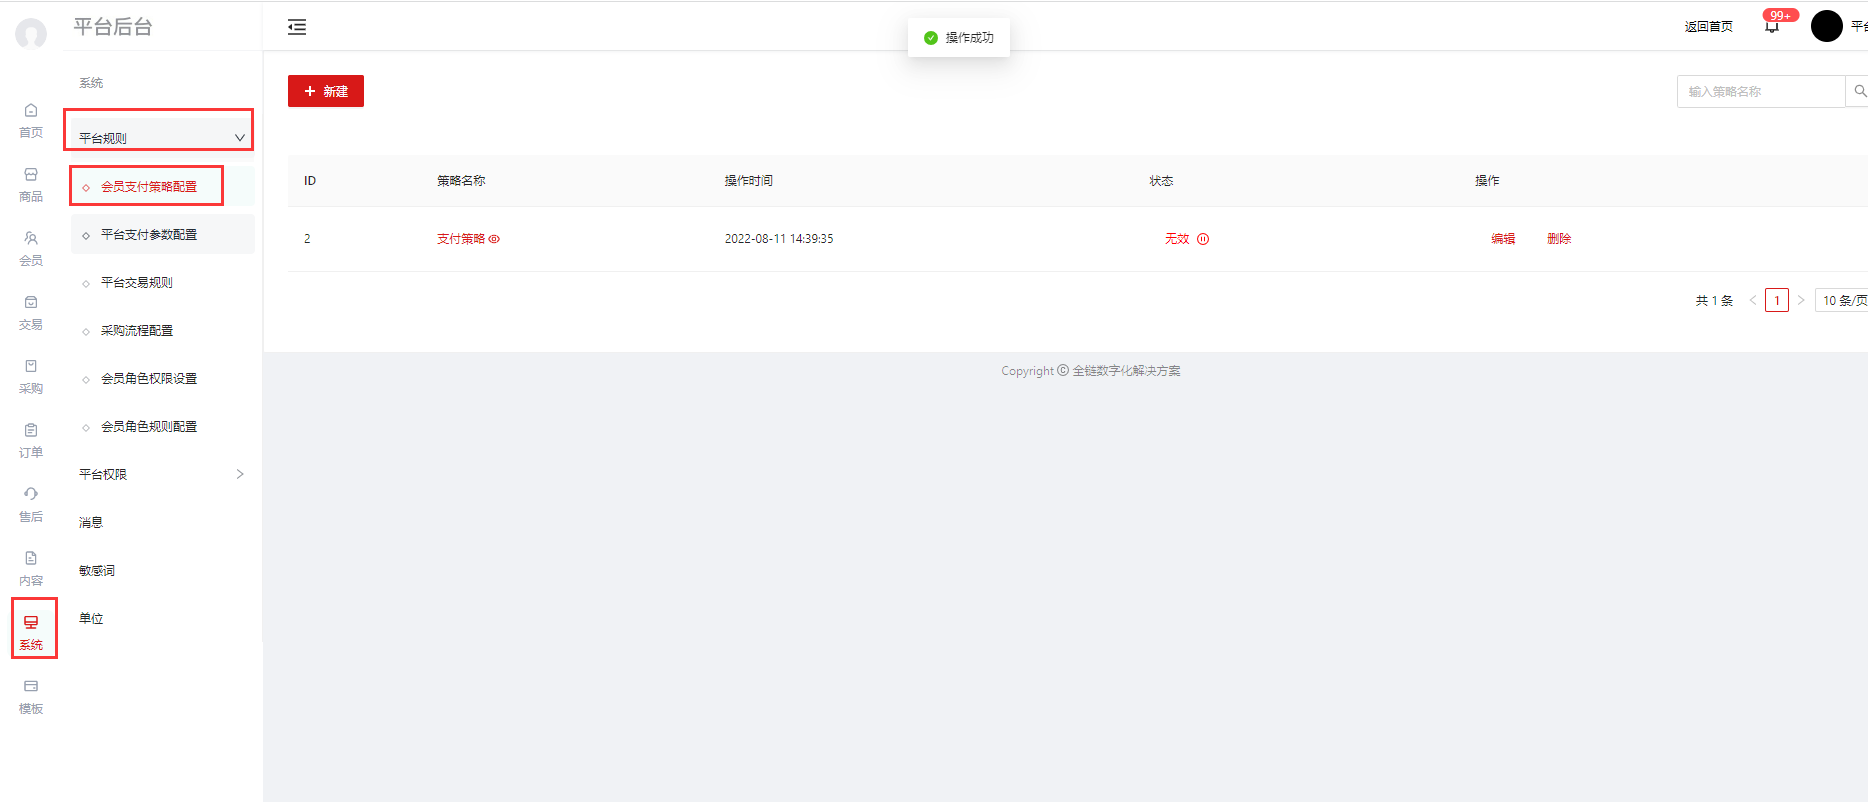 平台后台
操作成功
返回首页
99+
系统
新建
输入策略名称
首页
平台规则
商品
会员支付策略配置
ID 策略名称 操作时间 状态 操作
会员
平台支付参数配置
2 支付策略 2022-08-11 14:39:35 无效 编辑 删除
平台交易规则
交易
采购流程配置
共 1 条 1 10 条/页
采购
会员角色权限设置
Copyright © 全链数字化解决方案
会员角色规则配置
订单
平台权限
售后
消息
内容
敏感词
系统
单位
模板